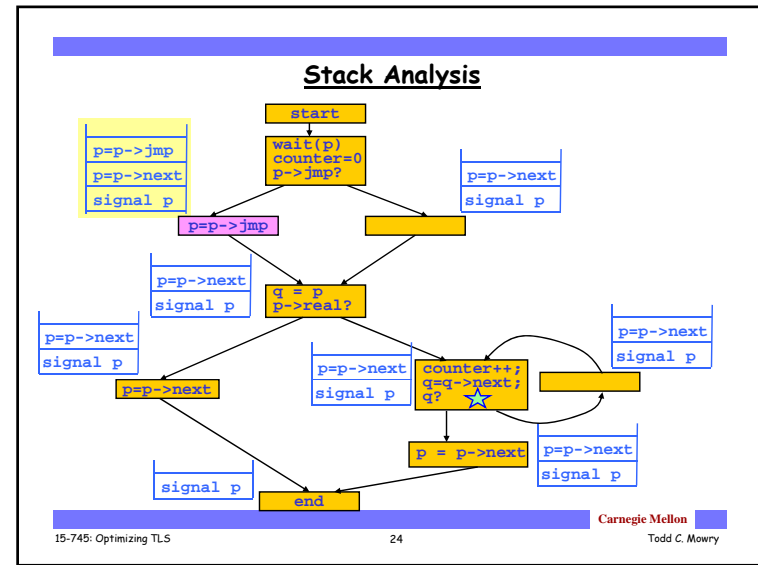 Stack Analysis
start
wait(p)
counter=0
p->jmp?
p=p->jmp
p=p->next
signal p
p=p->next
signal p
p=p->jmp
p=p->next
signal p
q = p
p->real?
p=p->next
signal p
p=p->next
signal p
p=p->next
signal p
counter++;
q=q->next;
q?
p=p->next
p = p->next
p=p->next
signal p
signal p
end
Carnegie Mellon
15-745: Optimizing TLS
24
Todd C. Mowry